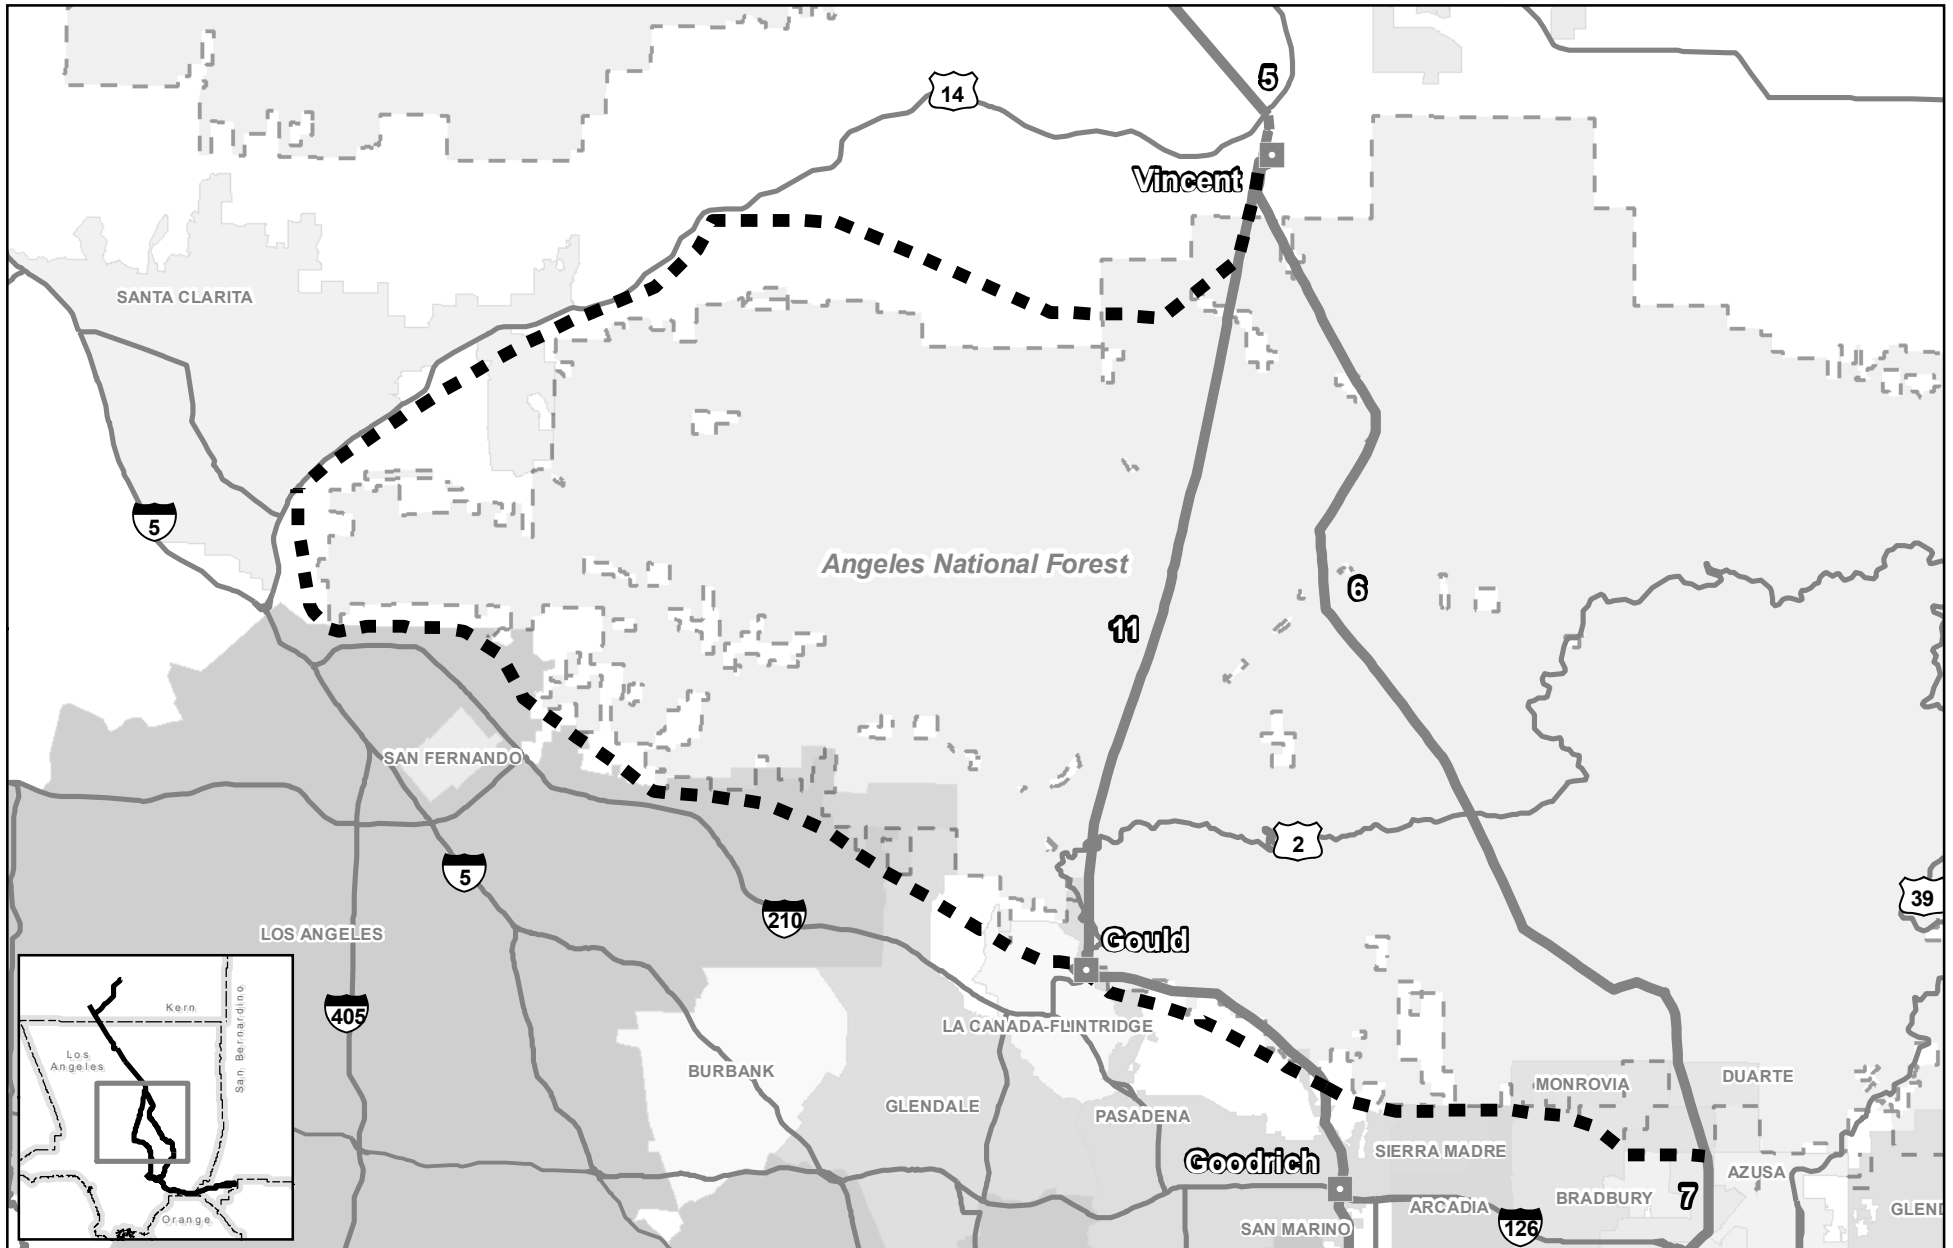 5
14
Vincent
SANTA CLARITA
5
Angeles National Forest
6
11
SAN FERNANDO
2
5
39
210
LOS ANGELES
Gould
Kern
San Bernardino
405
LA CANADA-FLINTRIDGE
Los
Angeles
BURBANK
MONROVIA
DUARTE
GLENDALE
PASADENA
SIERRA MADRE
Goodrich
AZUSA
7
BRADBURY
ARCADIA
GLEND
Orange
SAN MARINO
126